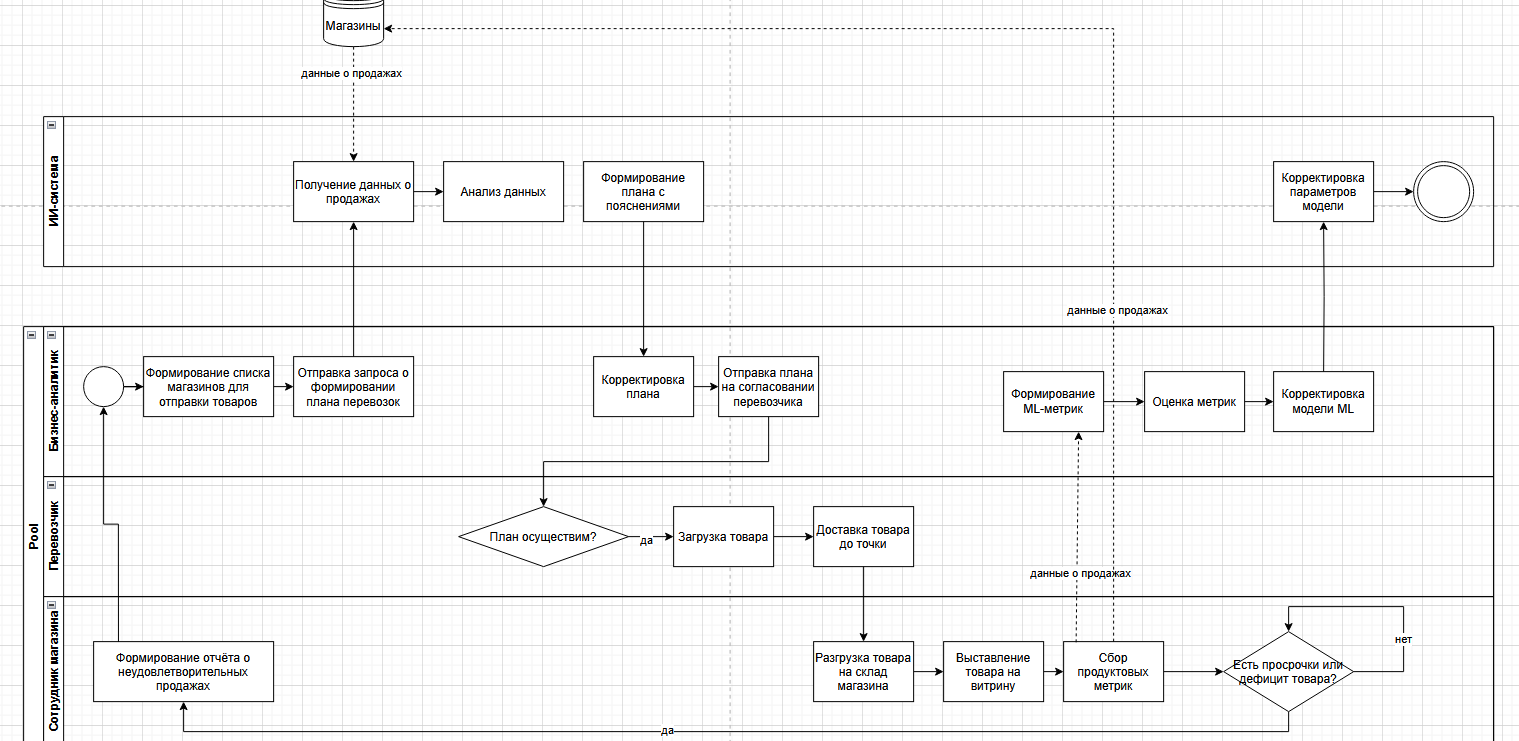 Магазины
данные о продажах
ИИ-система
Получение данных о
продажах
Анализ данных
Формирование
плана с
пояснениями
Корректировка
параметров
модели
данные о продажах
Pool
Бизнес-аналитик
Формирование списка
магазинов для
отправки товаров
Отправка запроса о
формировании
плана перевозок
Корректировка
плана
Отправка плана
на согласовании
перевозчика
Формирование
ML-метрик
Оценка метрик
Корректировка
модели ML
Перевозчик
План осуществим?
да
Загрузка товара
Доставка товара
до точки
данные о продажах
Сотрудник магазина
Формирование отчёта о
неудовлетворительных
продажах
Разгрузка товара
на склад
магазина
Выставление
товара на
витрину
Сбор
продуктовых
метрик
Есть просрочки или
дефицит товара?
нет
да